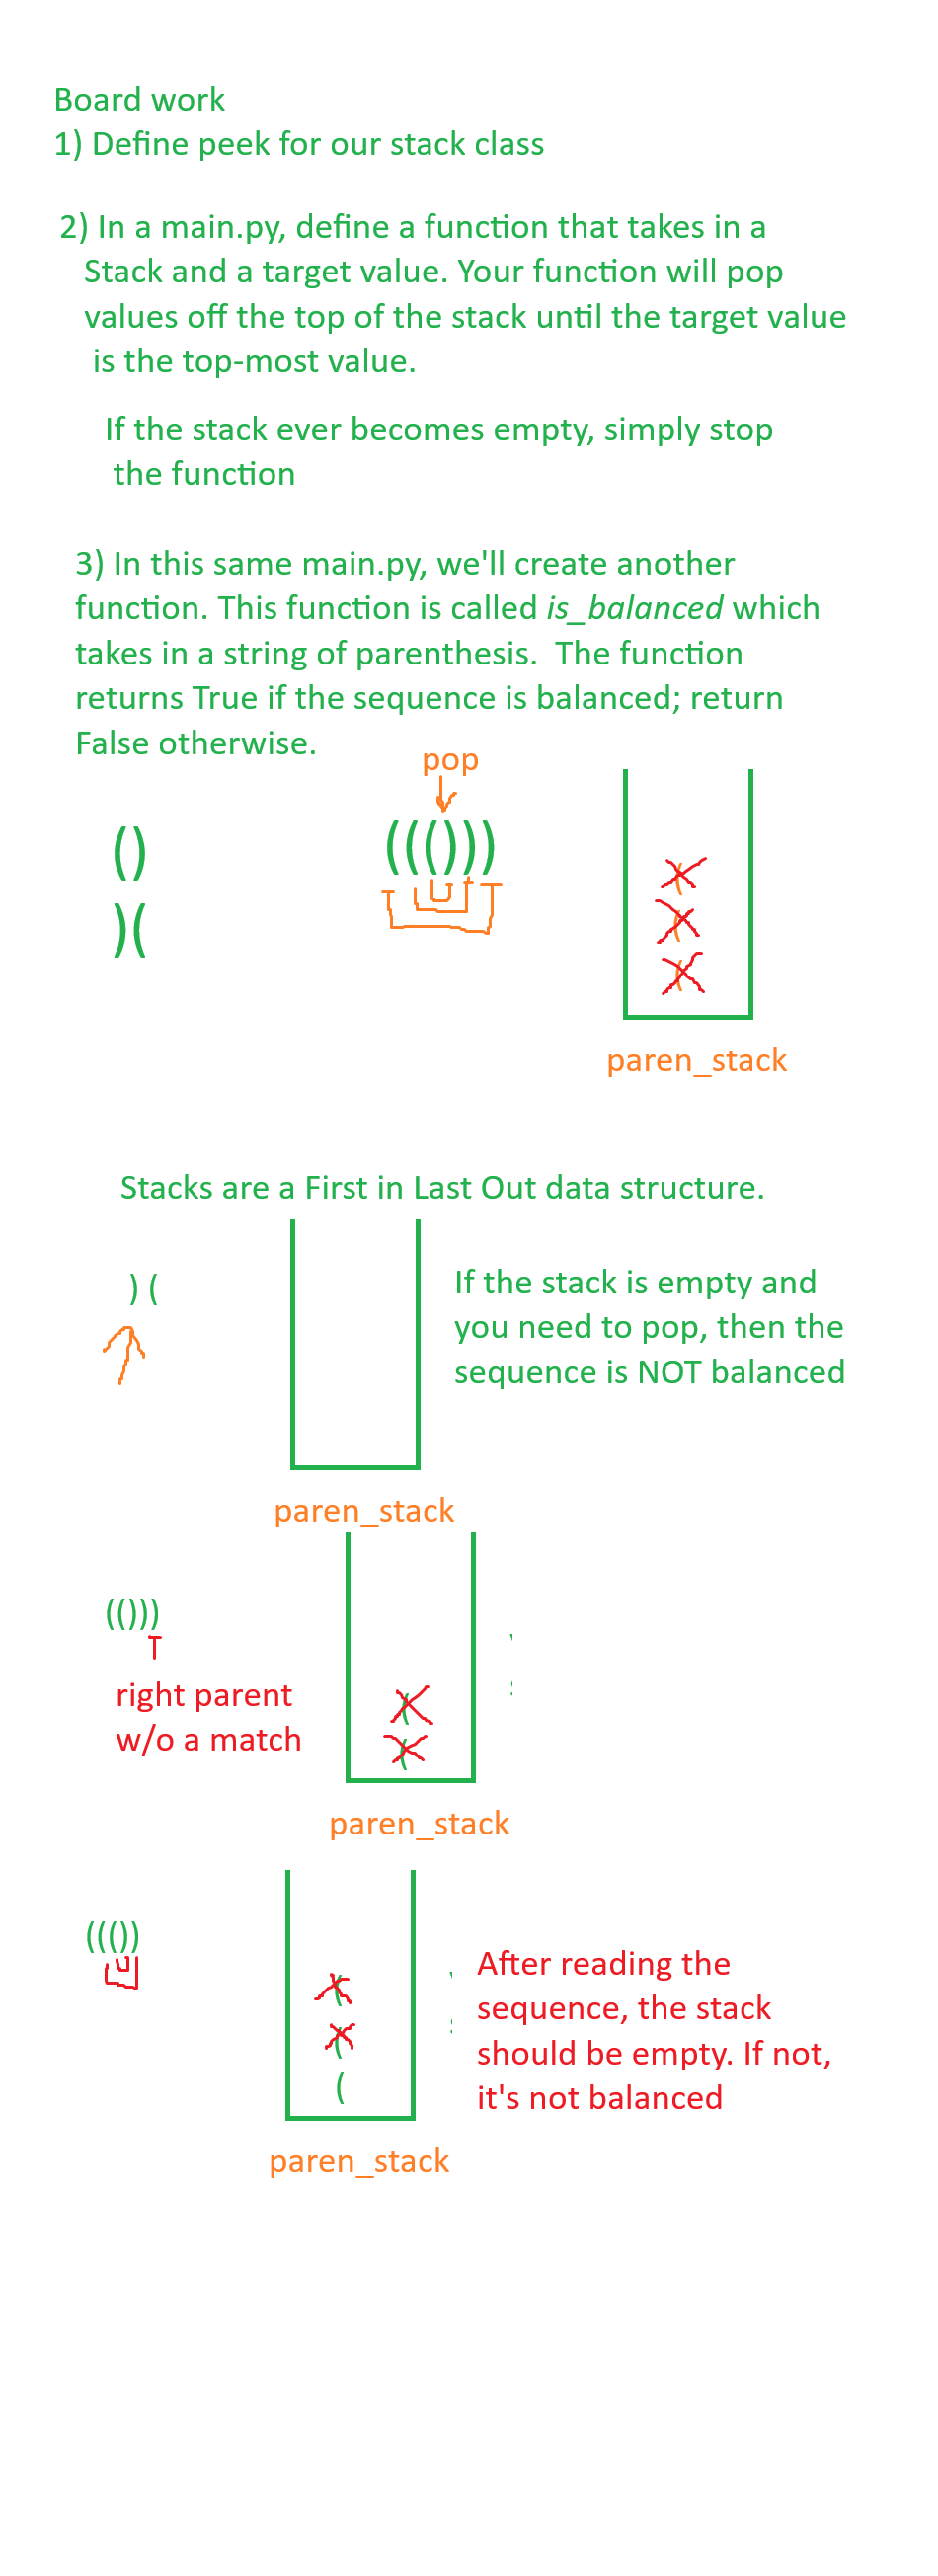 Board work
1) Define peek for our stack class
2) In a main.py, define a function that takes in a
Stack and a target value. Your function will pop
values off the top of the stack until the target value
is the top-most value.
If the stack ever becomes empty, simply stop
the function
3) In this same main.py, we'll create another
function. This function is called is_balanced which
takes in a string of parenthesis.  The function
returns True if the sequence is balanced; return
False otherwise.
pop
()
((()))
)(
(
(
(
paren_stack
Stacks are a First in Last Out data structure.
)(
If the stack is empty and
you need to pop, then the
sequence is NOT balanced
paren_stack
(()))
right parent
w/o a match
(
(
paren_stack
((())
(
(
(
After reading the
sequence, the stack
should be empty. If not,
it's not balanced
paren_stack